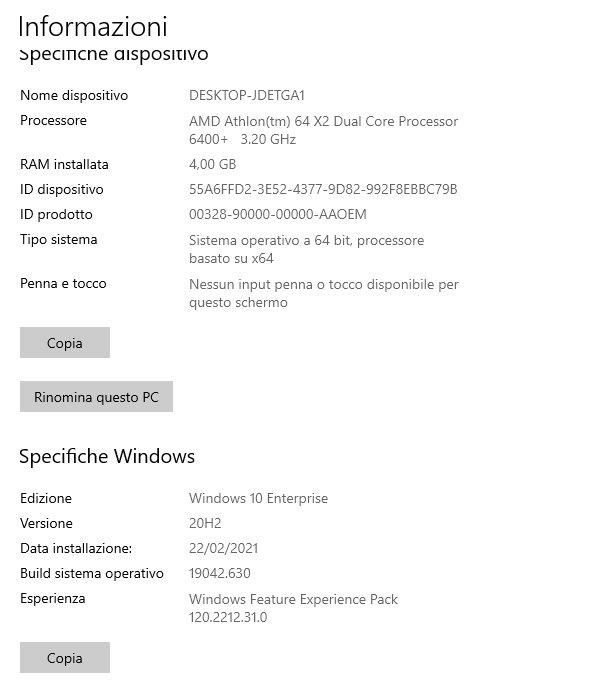 Informazioni
Specifiche dispositivo
Nome dispositivo DESKTOP-JDETGA1
Processore AMD Athlon(tm) 64 X2 Dual Core Processor
6400+ 3.20 GHz
RAM installata 4,00 GB
ID dispositivo 55A6FFD2-3E52-4377-9D82-992F8EBBC79B
ID prodotto 00328-90000-00000-AAOEM
Tipo sistema Sistema operativo a 64 bit, processore
basato su x64
Penna e tocco Nessun input penna o tocco disponibile per
questo schermo
Copia
Rinomina questo PC
Specifiche Windows
Edizione Windows 10 Enterprise
Versione 20H2
Data installazione: 22/02/2021
Build sistema operativo 19042.630
Esperienza Windows Feature Experience Pack
120.2212.31.0
Copia